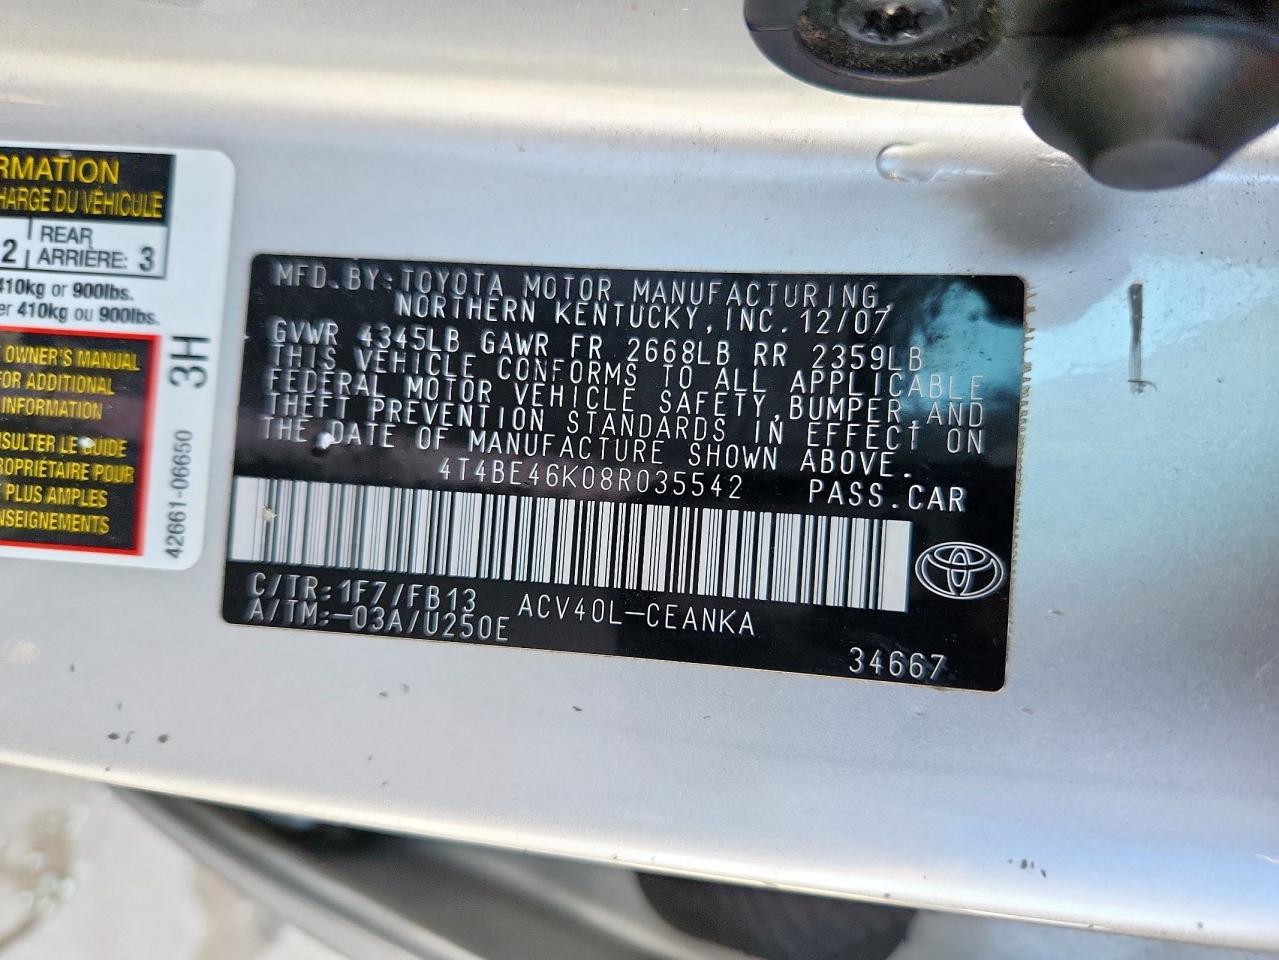 RMATION
HARGE DU VÉHICULE
2 REAR
ARRIÈRE: 3
410kg or 900lbs.
er 410kg ou 900lbs.
OWNER'S MANUAL
FOR ADDITIONAL
INFORMATION
NSULTER LE GUIDE
ROPRIÉTAIRE POUR
PLUS AMPLES
NSEIGNEMENTS
3H
42661-06650
MFD.BY:TOYOTA MOTOR MANUFACTURING,
NORTHERN KENTUCKY,INC.12/07
GVWR 4345LB GAWR FR 2668LB RR 2359LB
THIS VEHICLE CONFORMS TO ALL APPLICABLE
FEDERAL MOTOR VEHICLE SAFETY,BUMPER AND
THEFT PREVENTION STANDARDS IN EFFECT ON
THE DATE OF MANUFACTURE SHOWN ABOVE.
4T4BE46K08R035542 PASS.CAR
C/TR:1F7/FB13 ACV40L-CEANKA
A/TM:-03A/U250E
34667